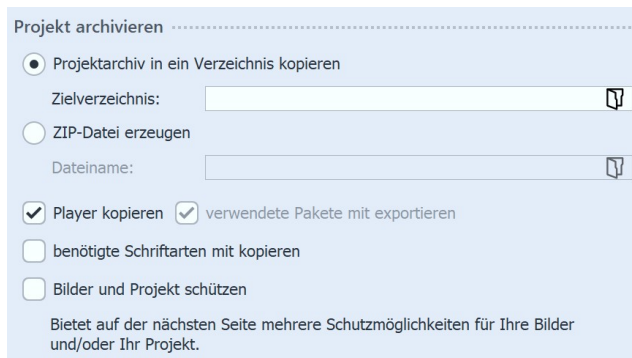 Projekt archivieren
Projektarchiv in ein Verzeichnis kopieren
Zielverzeichnis:
ZIP-Datei erzeugen
Dateiname:
Player kopieren verwendete Pakete mit exportieren
benötigte Schriftarten mit kopieren
Bilder und Projekt schützen
Bietet auf der nächsten Seite mehrere Schutzmöglichkeiten für Ihre Bilder
und/oder Ihr Projekt.